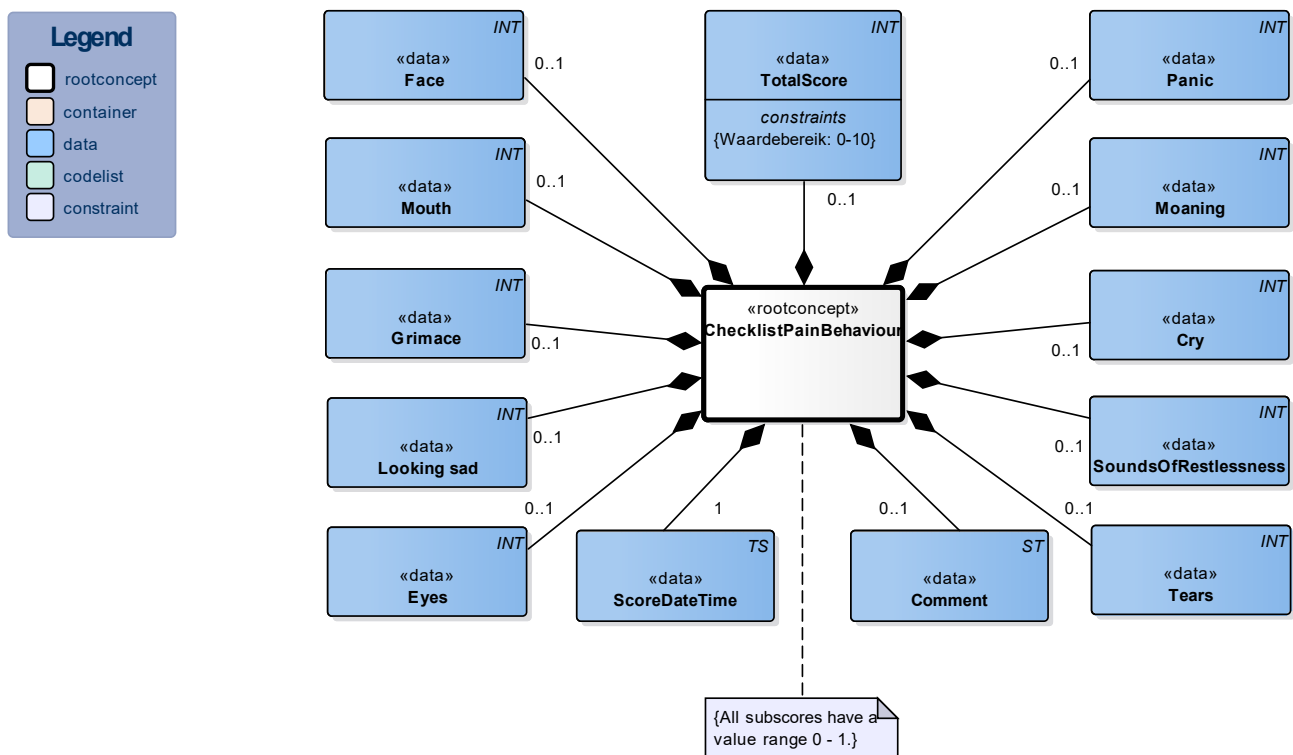 Legend
rootconcept
container
data
codelist
constraint
INT
«data»
Face
0..1
INT
«data»
TotalScore
constraints
{Waardebereik: 0-10}
0..1
INT
«data»
Panic
0..1
INT
«data»
Mouth
0..1
INT
«data»
Moaning
0..1
INT
«data»
Grimace
0..1
«rootconcept»
ChecklistPainBehaviour
INT
«data»
Cry
0..1
INT
«data»
Looking sad
0..1
INT
«data»
SoundsOfRestlessness
0..1
INT
«data»
Eyes
0..1
TS
«data»
ScoreDateTime
1
ST
«data»
Comment
0..1
INT
«data»
Tears
0..1
{All subscores have a
value range 0 - 1.}